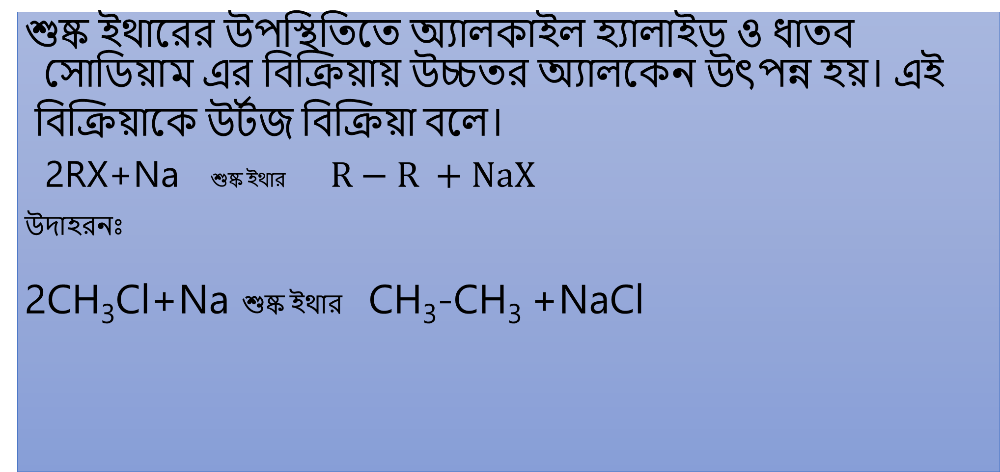 শুষ্ক ইথারের উপস্থিতিতে অ্যালকাইল হ্যালাইড ও ধাতব
সোডিয়াম এর বিক্রিয়ায় উচ্চতর অ্যালকেন উৎপন্ন হয়। এই
বিক্রিয়াকে উর্টজ বিক্রিয়া বলে।
2RX+Na শুষ্ক ইথার R − R + NaX
উদাহরনঃ
2CH₃Cl+Na শুষ্ক ইথার CH₃-CH₃ +NaCl